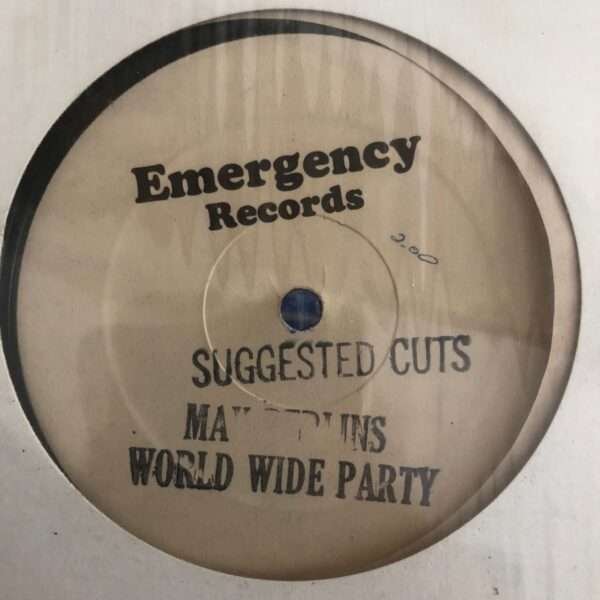 Emergency
Records
2.00
SUGGESTED CUTS
WORLD WIDE PARTY